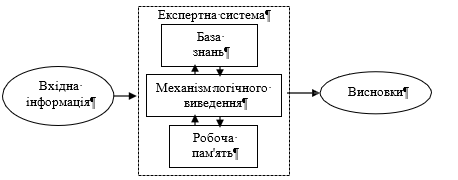 Експертна·система¶
База·
знань¶
Вхідна·
інформація¶
Механізм·логічного·
виведення¶
Висновки¶
Робоча·
пам'ять¶